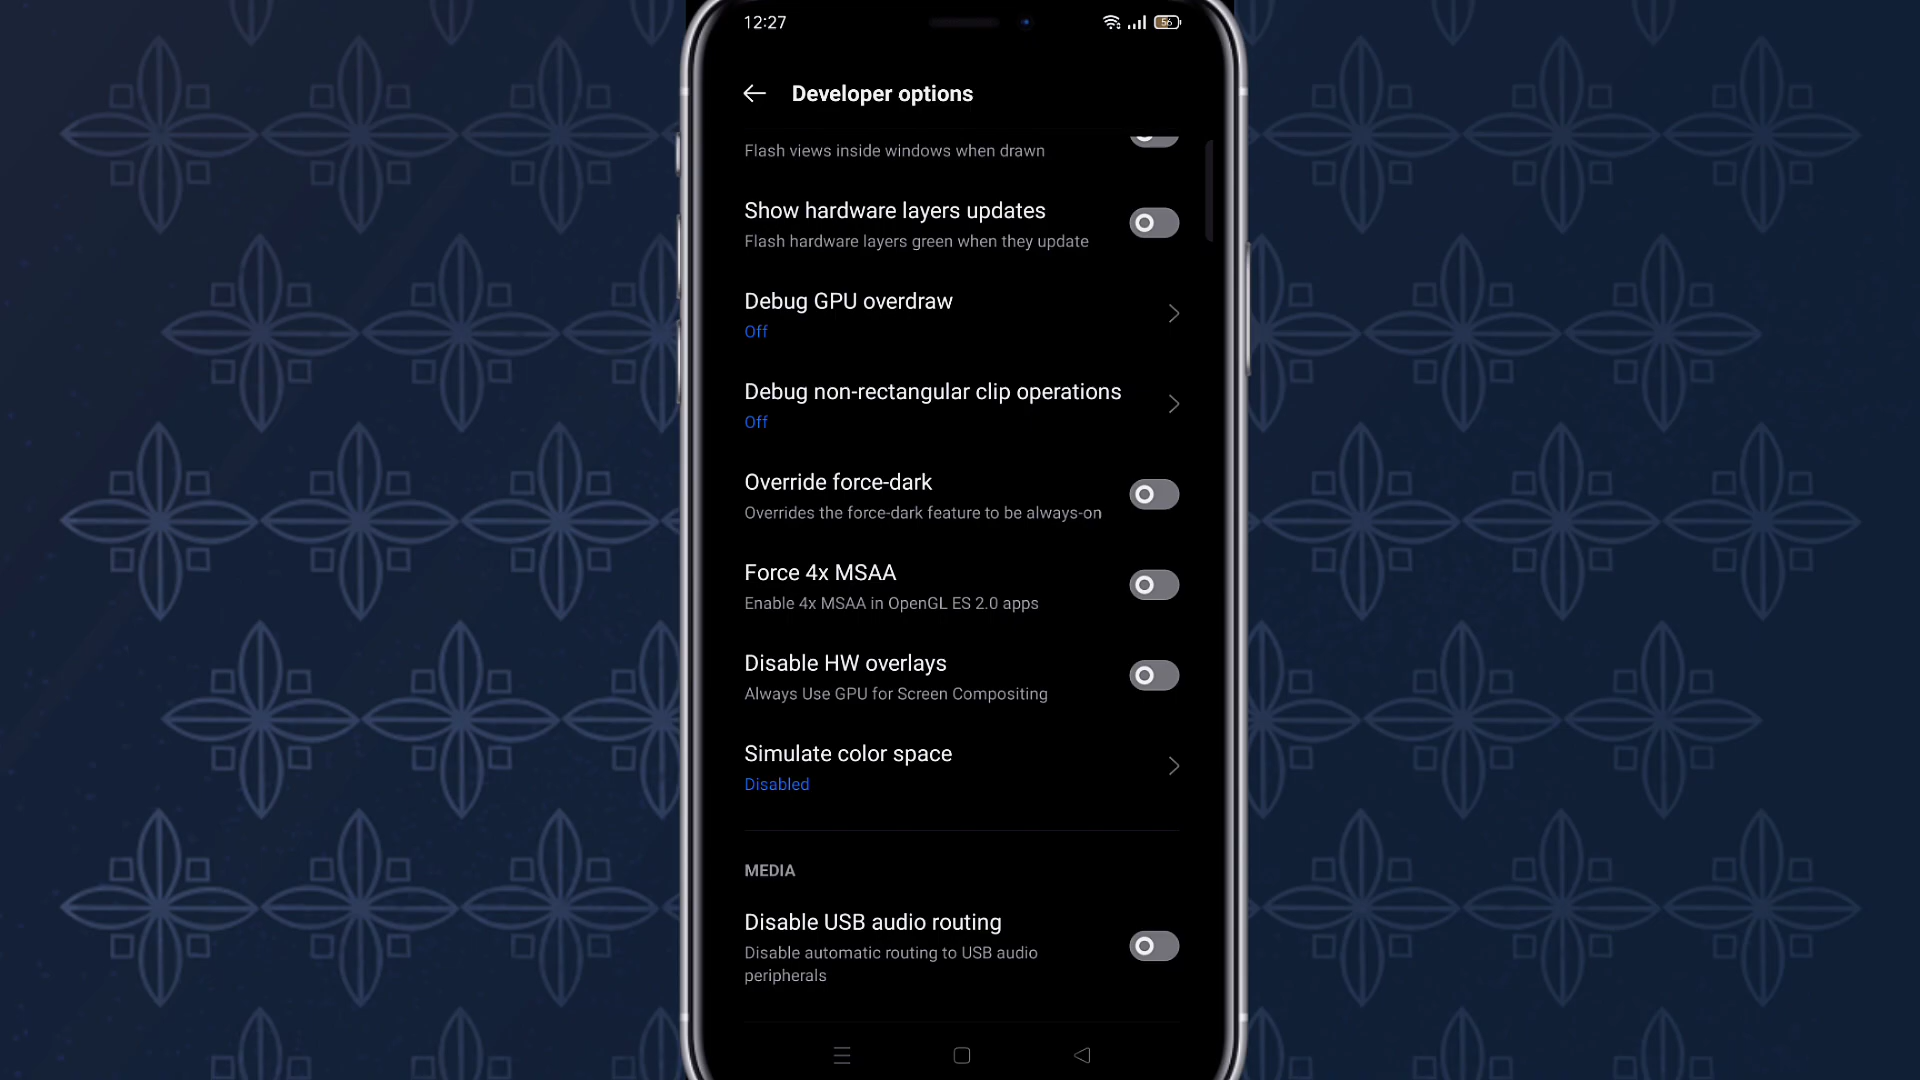 12:27
56
Developer options
Flash views inside windows when drawn
Show hardware layers updates
Flash hardware layers green when they update
Debug GPU overdraw
Off
Debug non-rectangular clip operations
Off
Override force-dark
Overrides the force-dark feature to be always-on
Force 4x MSAA
Enable 4x MSAA in OpenGL ES 2.0 apps
Disable HW overlays
Always Use GPU for Screen Compositing
Simulate color space
Disabled
MEDIA
Disable USB audio routing
Disable automatic routing to USB audio
peripherals